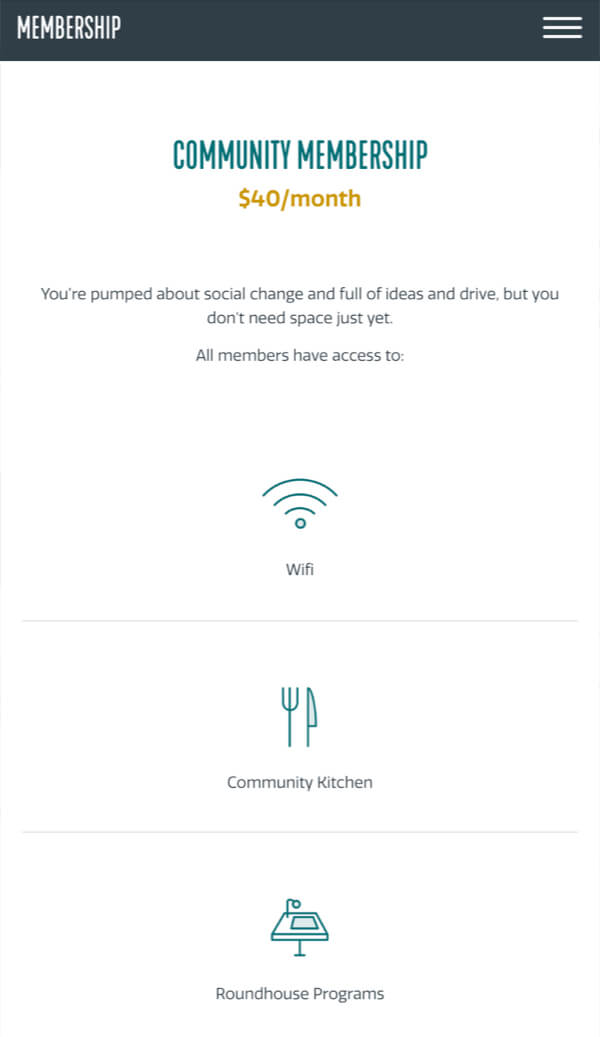 MEMBERSHIP
COMMUNITY MEMBERSHIP
$40/month
You're pumped about social change and full of ideas and drive, but you
don't need space just yet.
All members have access to:
Wifi
Community Kitchen
Roundhouse Programs